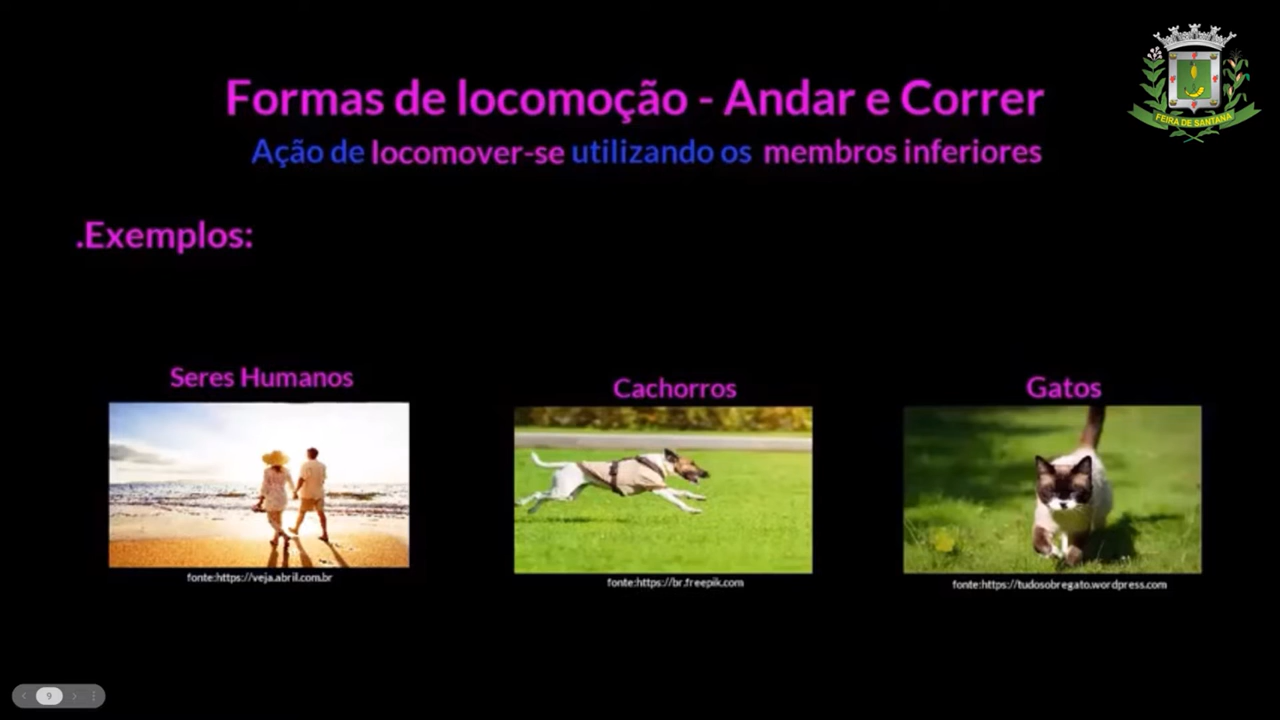 FEIRA DE SANTANA
Formas de locomoção - Andar e Correr
Ação de locomover-se utilizando os membros inferiores
.Exemplos:
Seres Humanos
Cachorros
Gatos
fonte:https://veja.abril.com.br
fonte:https://br.freepik.com
fonte:https://tudosobregato.wordpress.com
9